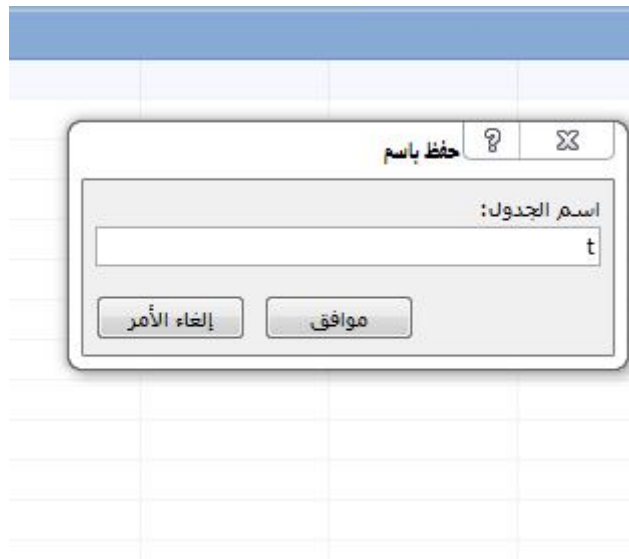 حفظ باسم
اسم الجدول:
t
موافق
إلغاء الأمر